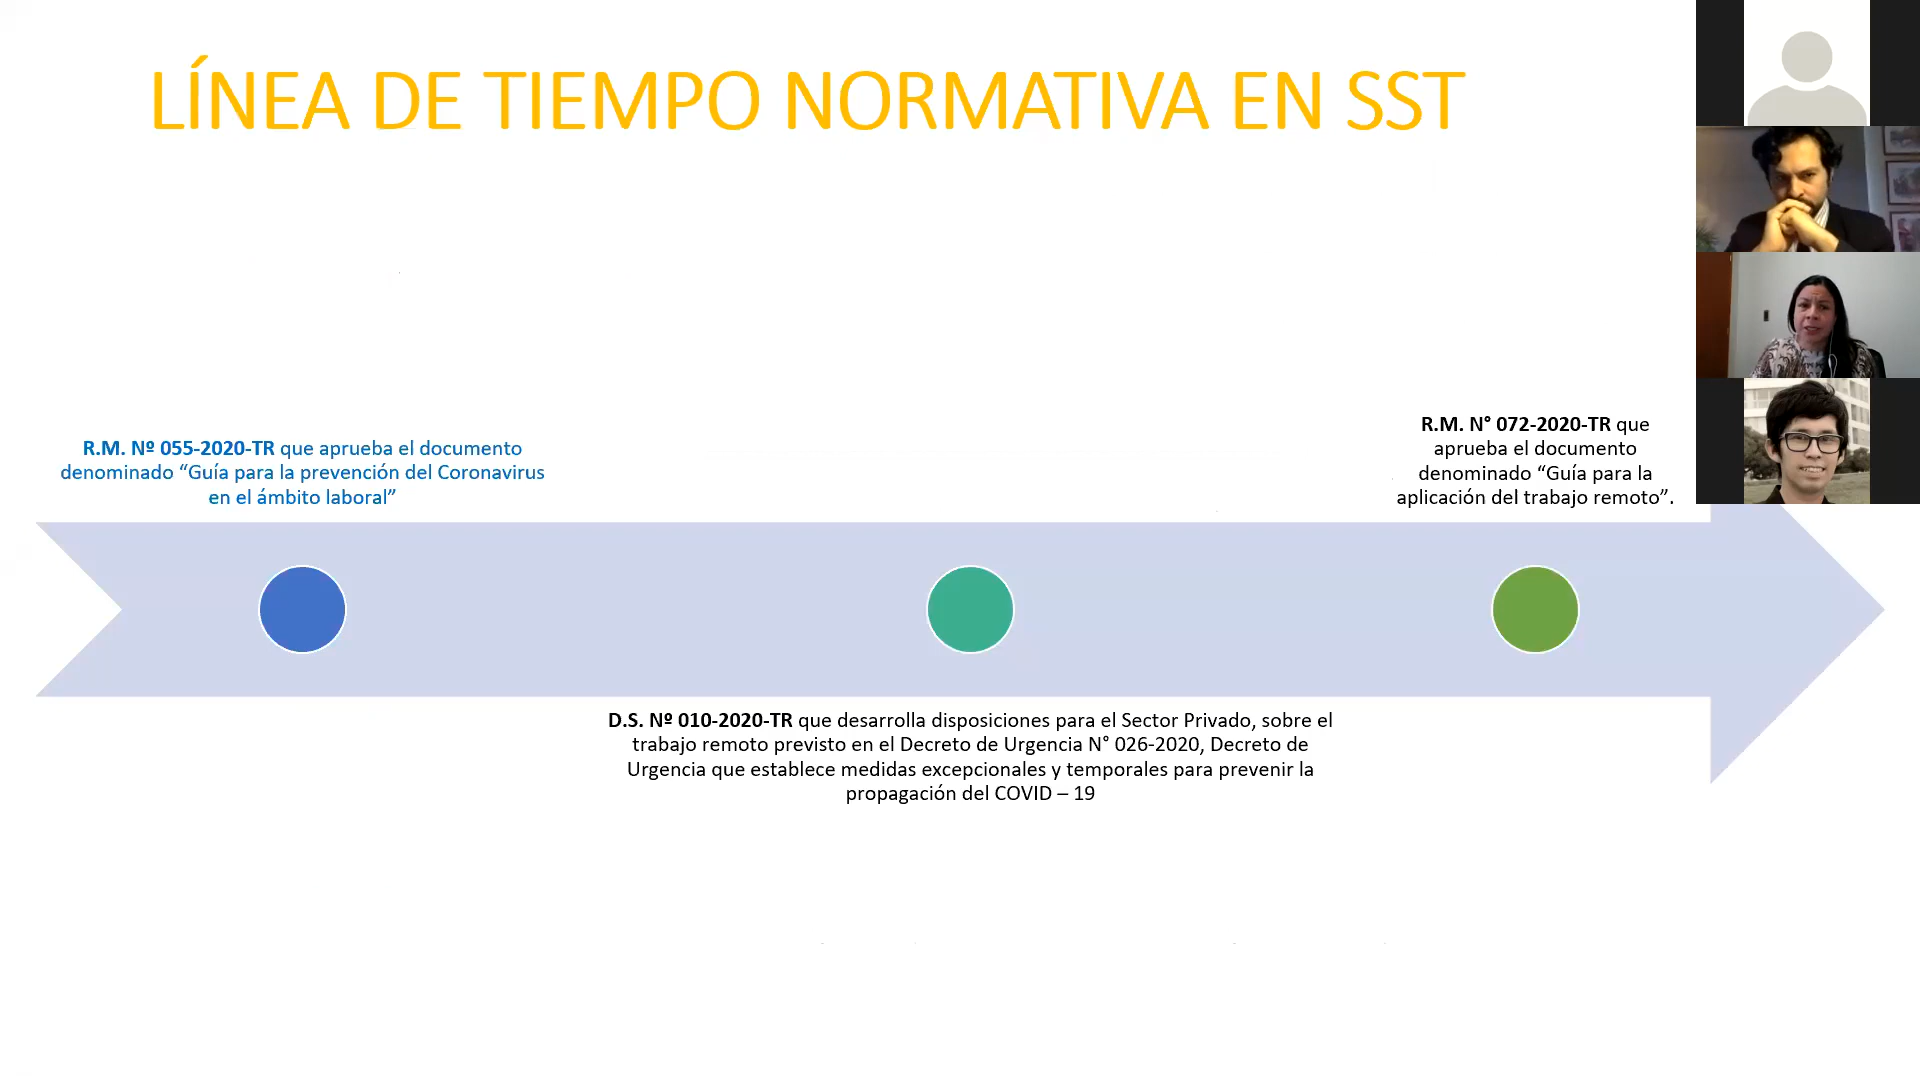 LÍNEA DE TIEMPO NORMATIVA EN SST
R.M. Nº 055-2020-TR que aprueba el documento
denominado “Guía para la prevención del Coronavirus
en el ámbito laboral”
R.M. N° 072-2020-TR que
aprueba el documento
denominado “Guía para la
aplicación del trabajo remoto”.
D.S. Nº 010-2020-TR que desarrolla disposiciones para el Sector Privado, sobre el
trabajo remoto previsto en el Decreto de Urgencia N° 026-2020, Decreto de
Urgencia que establece medidas excepcionales y temporales para prevenir la
propagación del COVID – 19